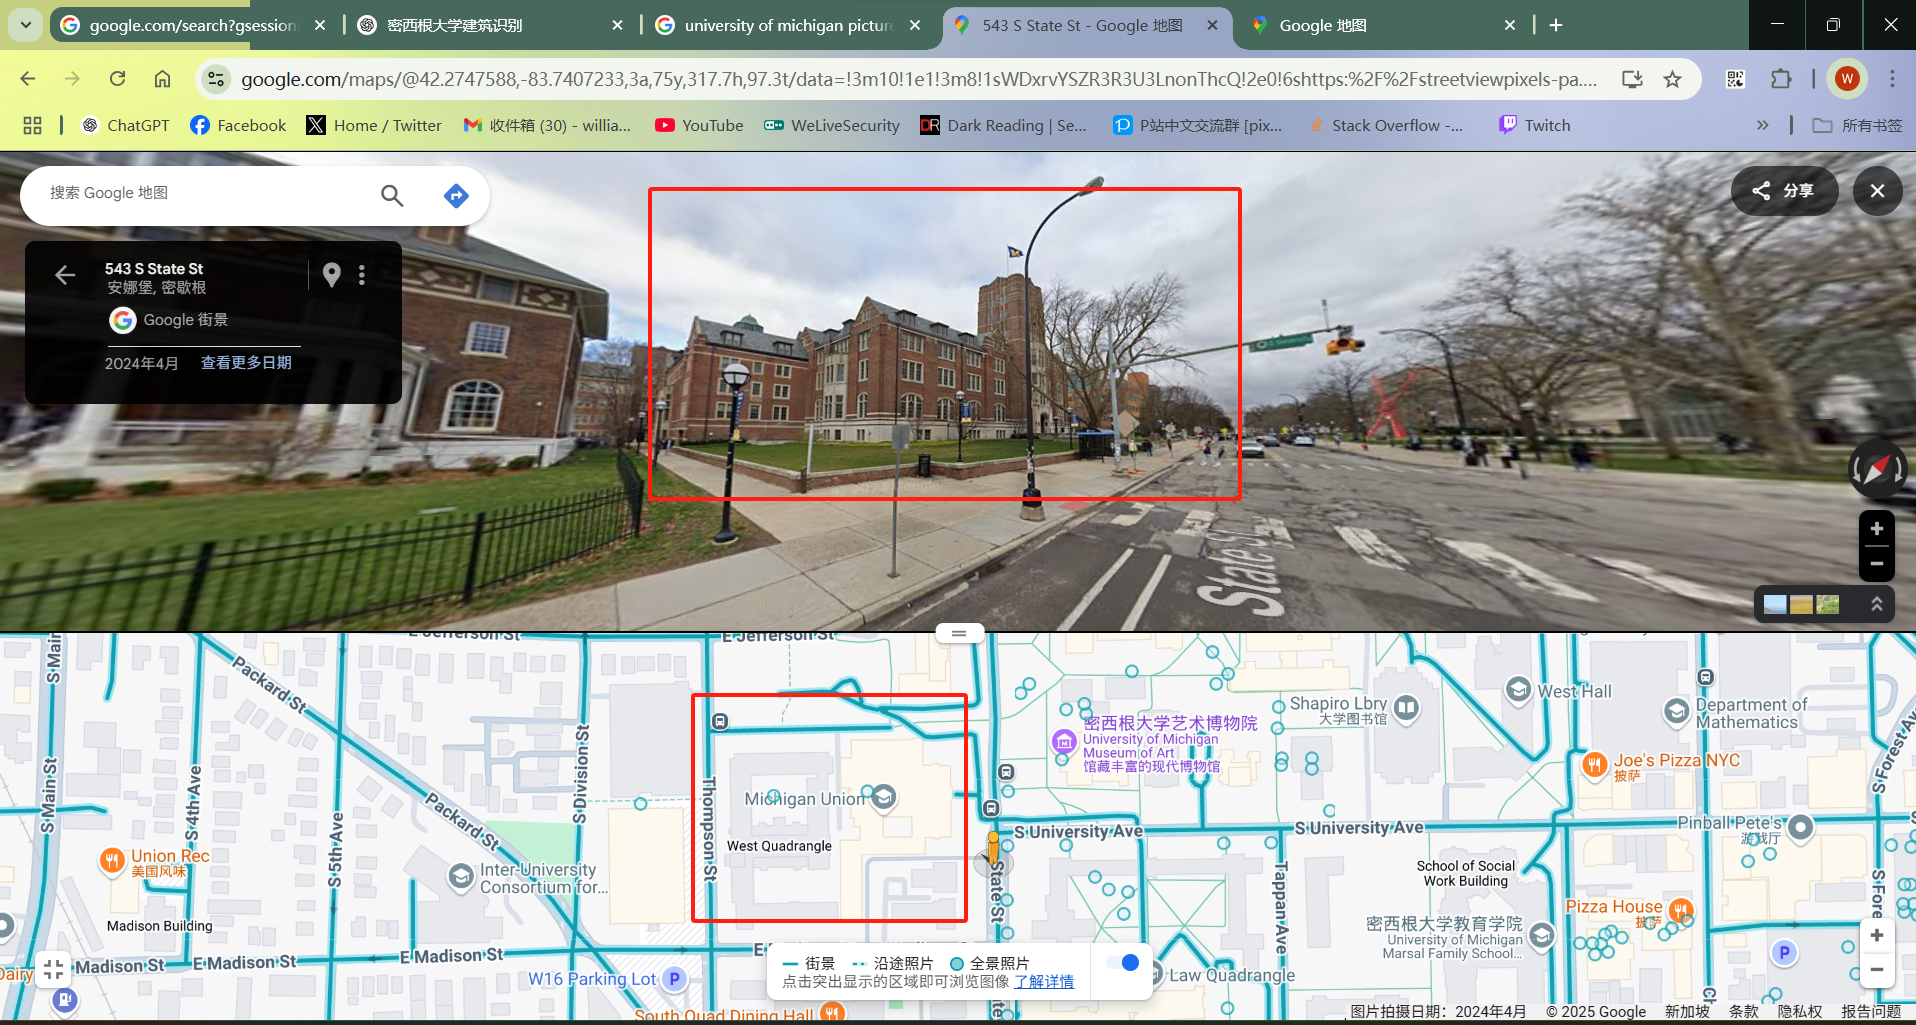 google.com/search?gsession
密西根大学建筑识别
university of michigan pictur
543 S State St - Google 地图
Google 地图
google.com/maps/@42.2747588,-83.7407233,3a,75y,317.7h,97.3t/data=!3m10!1e1!3m8!1sWDxrvYSZR3R3U3LnonThcQ!2e0!6shttps:%2F%2Fstreetviewpixels-pa....
W
ChatGPT
Facebook
Home / Twitter
收件箱 (30) - willia...
YouTube
WeLiveSecurity
Dark Reading | Se...
P站中文交流群 [pix...
Stack Overflow -...
Twitch
所有书签
搜索 Google 地图
分享
543 S State St
安娜堡, 密歇根
Google 街景
2024年4月
查看更多日期
State St
E Jefferson St
E Jefferson St
S Main
Packard St
S Division St
S Main St
S 4th Ave
S 5th Ave
Packard St
Thompson St
Michigan Union
West Quadrangle
Union Rec
美国风味
Inter-University
Consortium for...
Madison Building
Madison St
E Madison St
E Madison St
W16 Parking Lot
P
South Quad Dining Hall
Dairy
密西根大学艺术博物院
University of Michigan
Museum of Art
馆藏丰富的现代博物馆
Shapiro Lbry
大学图书馆
West Hall
Department of
Mathematics
S Forest Ave
Joe's Pizza NYC
披萨
S University Ave
S University Ave
Pinball Pete's
游戏厅
School of Social
Work Building
State St
Tappan Ave
Pizza House
披萨
S Fore
密西根大学教育学院
University of Michigan
Marsal Family School...
P
Law Quadrangle
街景
沿途照片
全景照片
点击突出显示的区域即可浏览图像 了解详情
图片拍摄日期：2024年4月
© 2025 Google
新加坡
条款
隐私权
报告问题